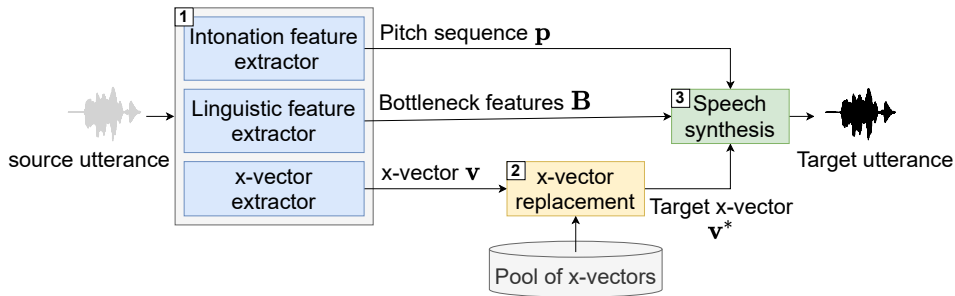 1
Intonation feature
extractor
Pitch sequence p
Linguistic feature
extractor
Bottleneck features B
source utterance
3
Speech
synthesis
Target utterance
x-vector
extractor
x-vector v
2
x-vector
replacement
Target x-vector
v*
Pool of x-vectors